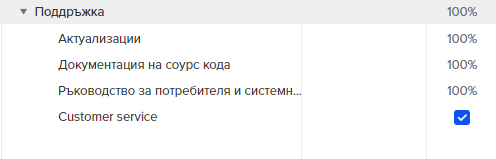 Поддръжка 100%
Актуализации 100%
Документация на соурс кода 100%
Ръководство за потребителя и системн... 100%
Customer service